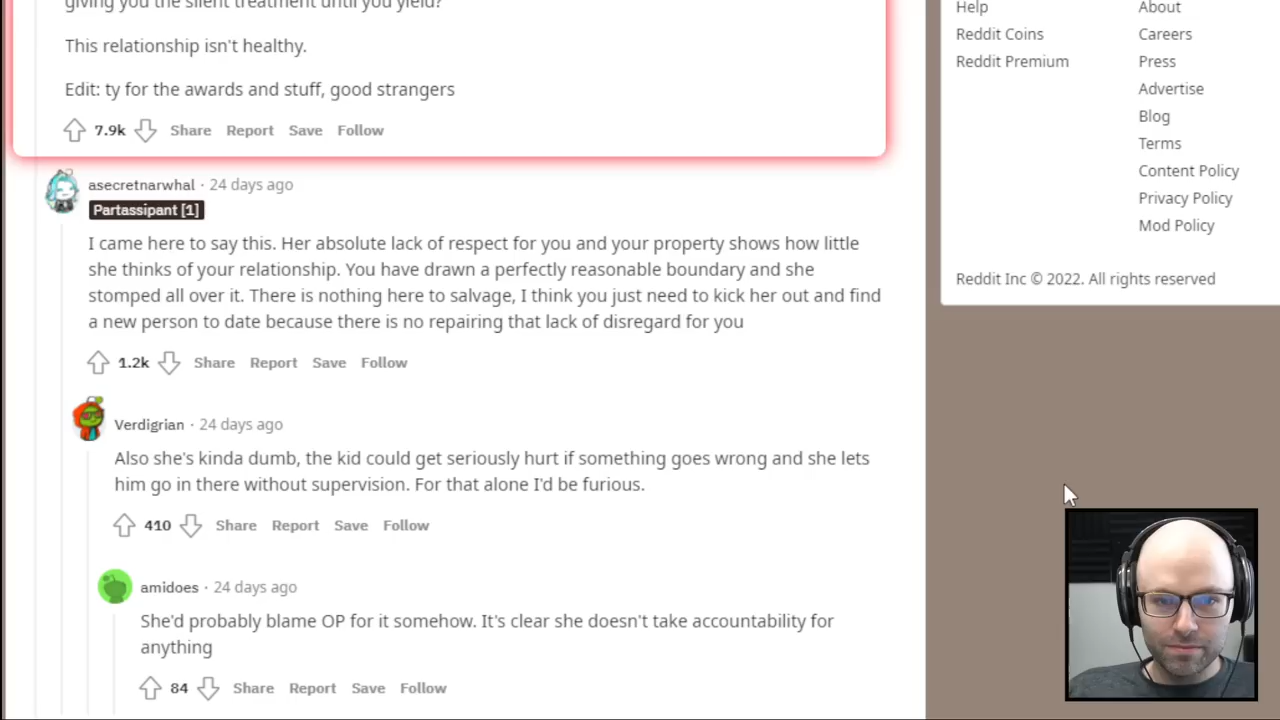 giving you the silent treatment until you yield?
This relationship isn't healthy.
Edit: ty for the awards and stuff, good strangers
7.9k Share Report Save Follow
asecretnarwhal · 24 days ago
Partassipant [1]
I came here to say this. Her absolute lack of respect for you and your property shows how little
she thinks of your relationship. You have drawn a perfectly reasonable boundary and she
stomped all over it. There is nothing here to salvage, I think you just need to kick her out and find
a new person to date because there is no repairing that lack of disregard for you
1.2k Share Report Save Follow
Verdigrian · 24 days ago
Also she's kinda dumb, the kid could get seriously hurt if something goes wrong and she lets
him go in there without supervision. For that alone I'd be furious.
410 Share Report Save Follow
amidoes · 24 days ago
She'd probably blame OP for it somehow. It's clear she doesn't take accountability for
anything
84 Share Report Save Follow
Help About
Reddit Coins Careers
Reddit Premium Press
Advertise
Blog
Terms
Content Policy
Privacy Policy
Mod Policy
Reddit Inc © 2022. All rights reserved